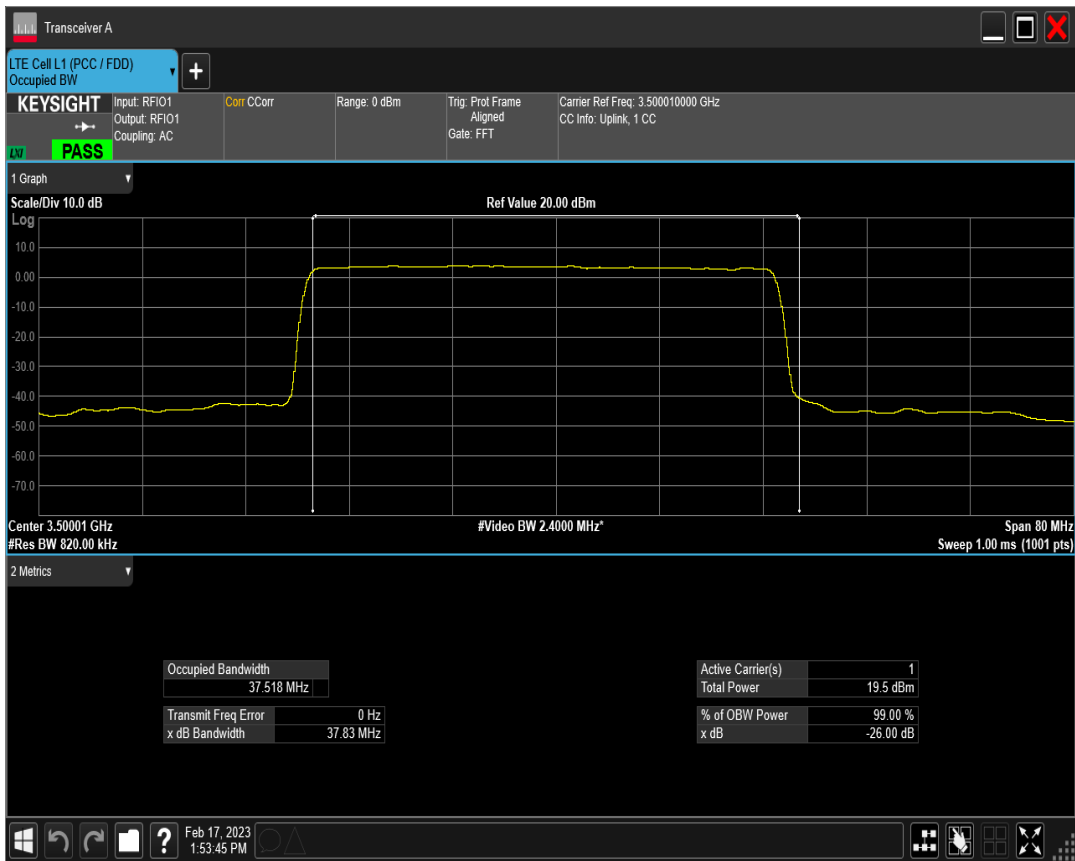 Transceiver A
LTE Cell L1 (PCC / FDD)
Occupied BW
+
KEYSIGHT
LXI
PASS
Input: RFIO1
Output: RFIO1
Coupling: AC
Corr CCorr
Range: 0 dBm
Trig: Prot Frame
Aligned
Gate: FFT
Carrier Ref Freq: 3.500010000 GHz
CC Info: Uplink, 1 CC
1 Graph
Scale/Div 10.0 dB
Ref Value 20.00 dBm
Log
10.0
0.00
-10.0
-20.0
-30.0
-40.0
-50.0
-60.0
-70.0
Center 3.50001 GHz
#Video BW 2.4000 MHz*
Span 80 MHz
#Res BW 820.00 kHz
Sweep 1.00 ms (1001 pts)
2 Metrics
Occupied Bandwidth
37.518 MHz
Transmit Freq Error 0 Hz
x dB Bandwidth 37.83 MHz
Active Carrier(s) 1
Total Power 19.5 dBm
% of OBW Power 99.00 %
x dB -26.00 dB
?
Feb 17, 2023
1:53:45 PM